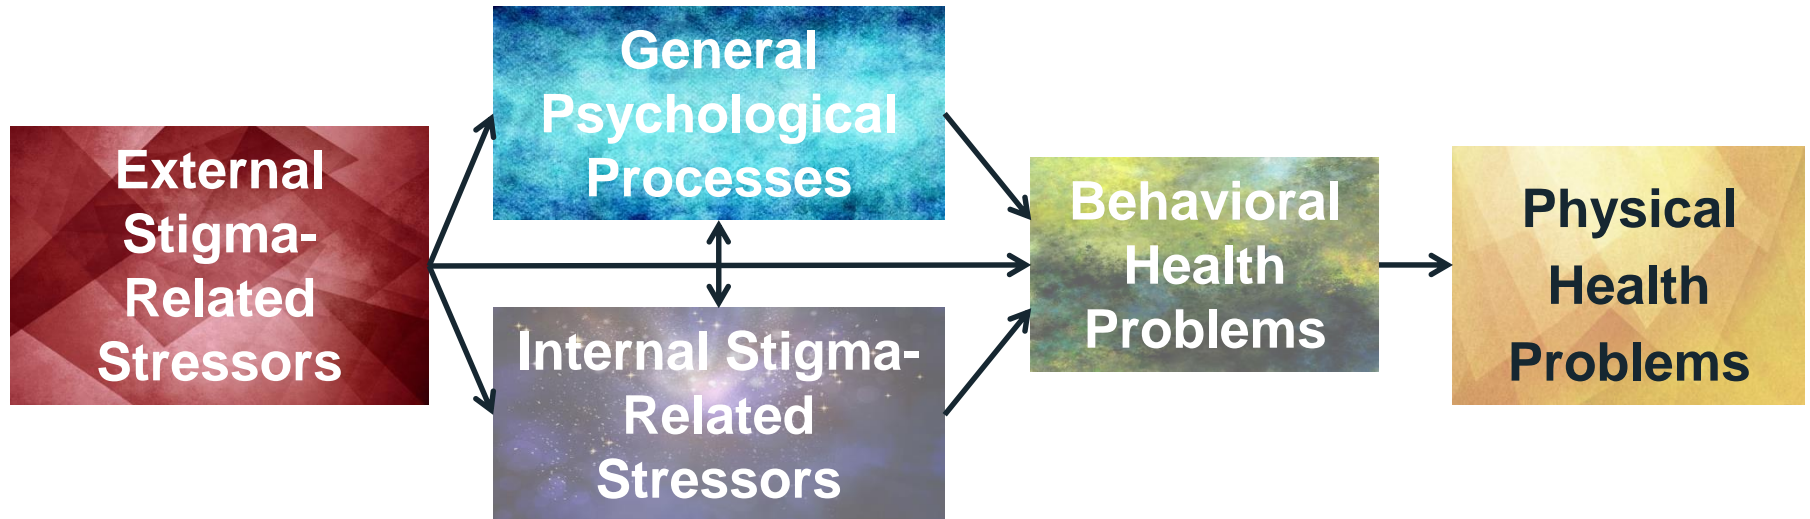 External
Stigma-
Related
Stressors
General
Psychological
Processes
Internal Stigma-
Related
Stressors
Behavioral
Health
Problems
Physical
Health
Problems